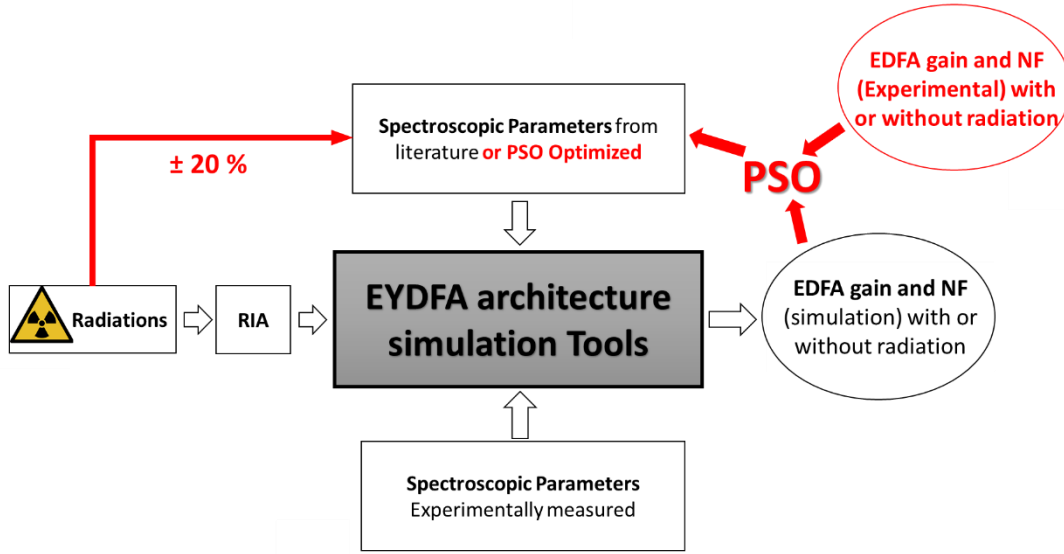 EDFA gain and NF
(Experimental) with
or without radiation
Spectroscopic Parameters from
literature or PSO Optimized
± 20 %
PSO
EYDFA architecture
simulation Tools
Radiations
RIA
EDFA gain and NF
(simulation) with or
without radiation
Spectroscopic Parameters
Experimentally measured